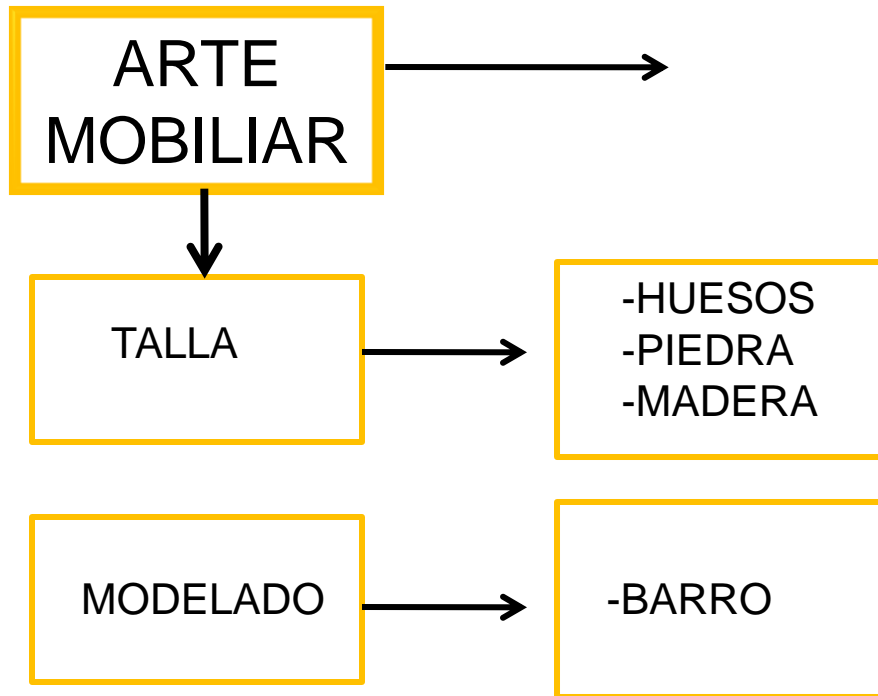 ARTE
MOBILIAR
TALLA
-HUESOS
-PIEDRA
-MADERA
MODELADO
-BARRO